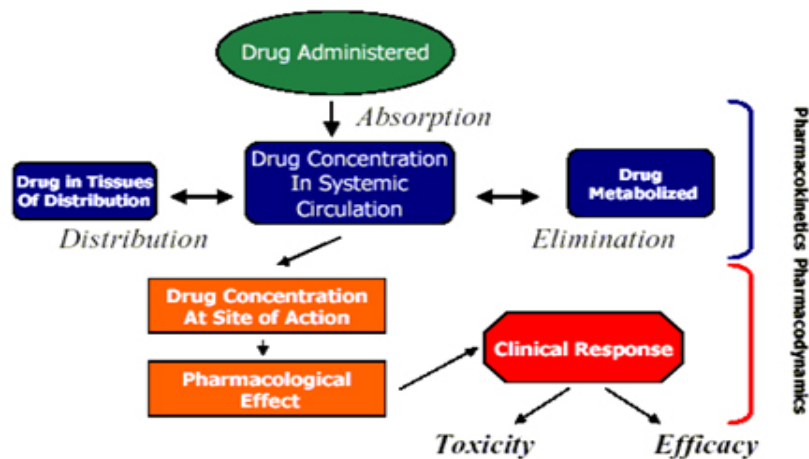 Drug Administered
Absorption
Drug Concentration
In Systemic
Circulation
Drug in Tissues
Of Distribution
Drug
Metabolized
Distribution
Elimination
Pharmacokinetics
Drug Concentration
At Site of Action
Pharmacological
Effect
Clinical Response
Toxicity
Efficacy
Pharmacodynamics